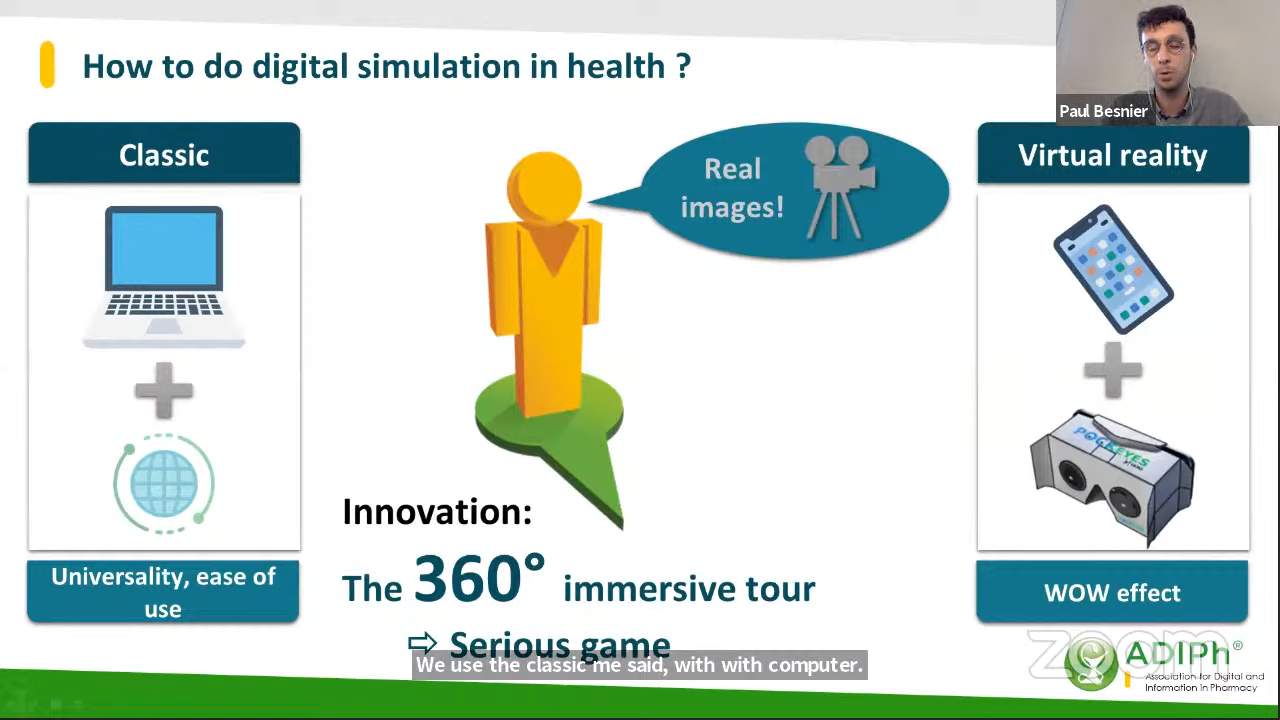 How to do digital simulation in health ?
Paul Besnier
Classic
Real
images!
Virtual reality
POCKEYES
Innovation:
The 360° immersive tour
⇨ Serious game
Universality, ease of
use
WOW effect
We use the classic me said, with with computer.
zoom
ADIPh®
Association for Digital and
Information in Pharmacy